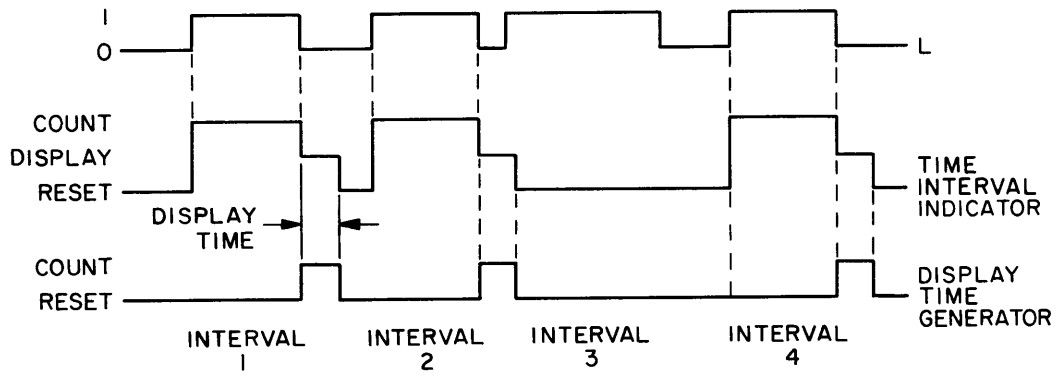 1
0
L
COUNT
DISPLAY
RESET
TIME
INTERVAL
INDICATOR
DISPLAY
TIME
COUNT
RESET
DISPLAY
TIME
GENERATOR
INTERVAL
1
INTERVAL
2
INTERVAL
3
INTERVAL
4